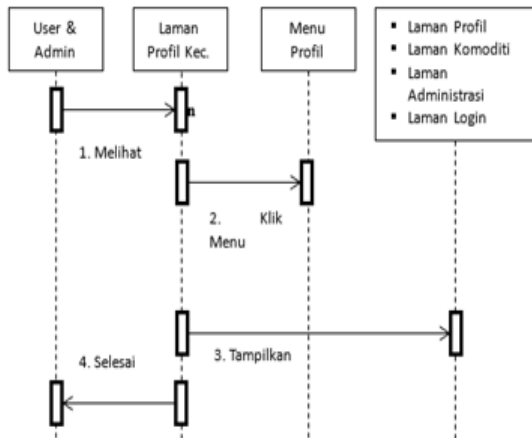 User &
Admin
Laman
Profil Kec.
Menu
Profil
▪ Laman Profil
▪ Laman Komoditi
▪ Laman
Administrasi
▪ Laman Login
n
1. Melihat
2. Klik
Menu
3. Tampilkan
4. Selesai